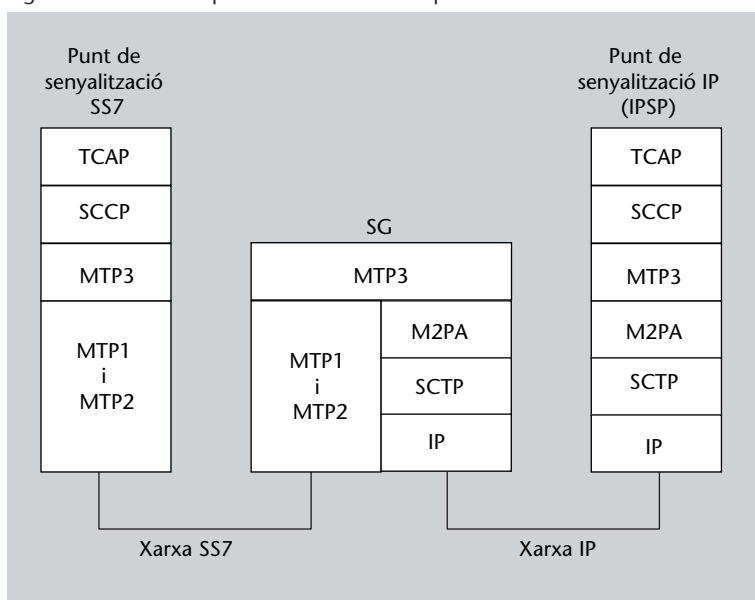 Punt de
senyalització
SS7
TCAP
SCCP
MTP3
MTP1
i
MTP2
SG
MTP3
MTP1
i
MTP2
M2PA
SCTP
IP
Punt de
senyalització IP
(IPSP)
TCAP
SCCP
MTP3
M2PA
SCTP
IP
Xarxa SS7
Xarxa IP